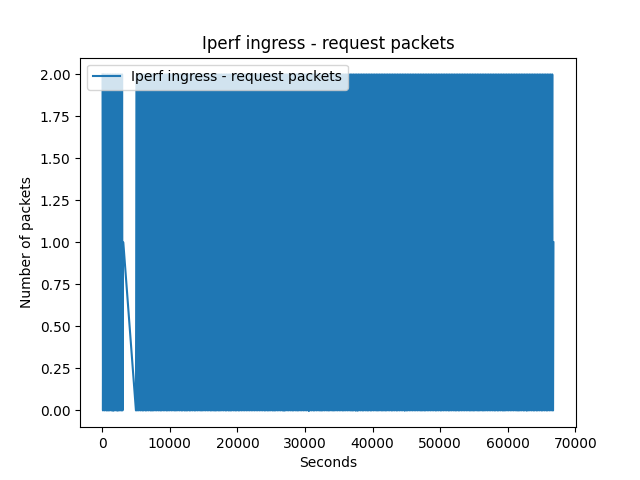 Iperf ingress - request packets
Iperf ingress - request packets
2.00
1.75
1.50
1.25
1.00
0.75
0.50
0.25
0.00
Number of packets
0 10000 20000 30000 40000 50000 60000 70000
Seconds